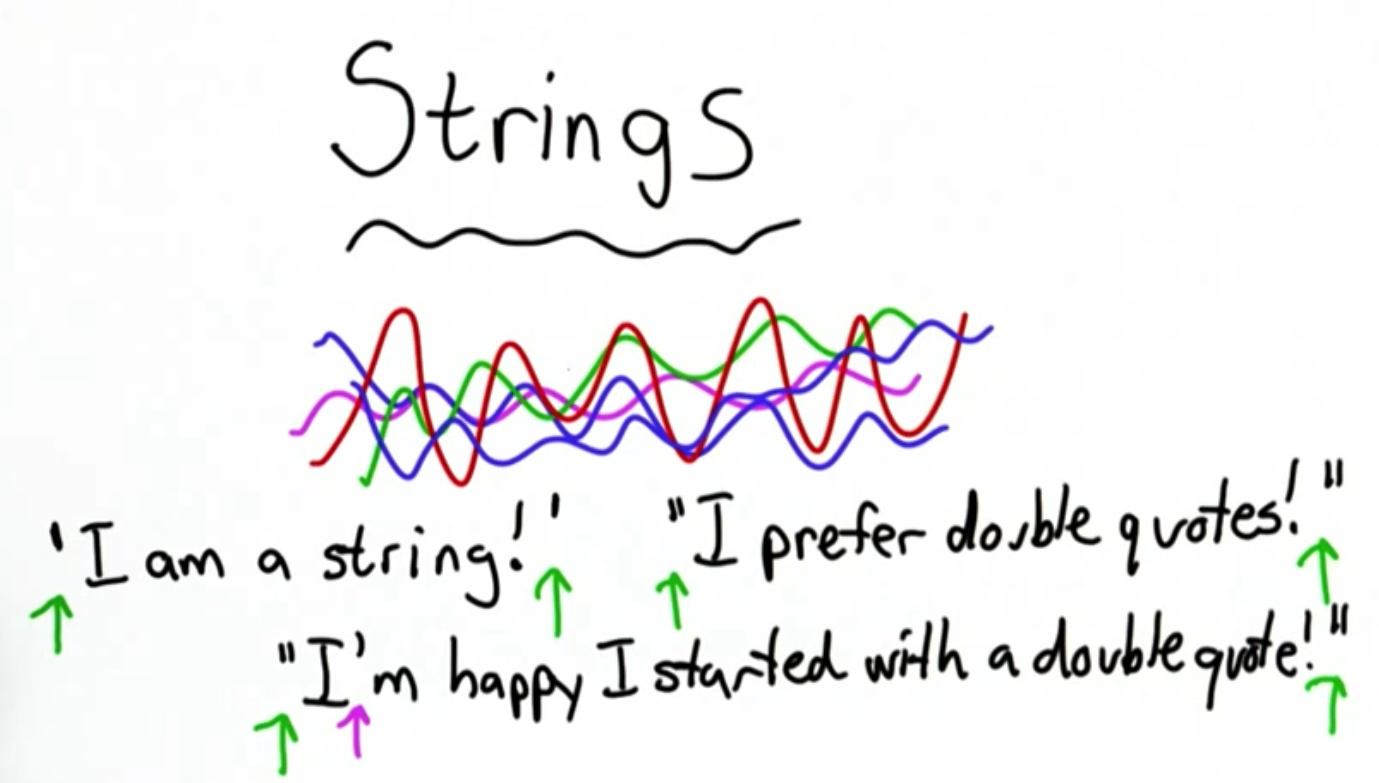 Strings
'I am a string!' "I prefer double quotes!"
"I'm happy I started with a double quote!"